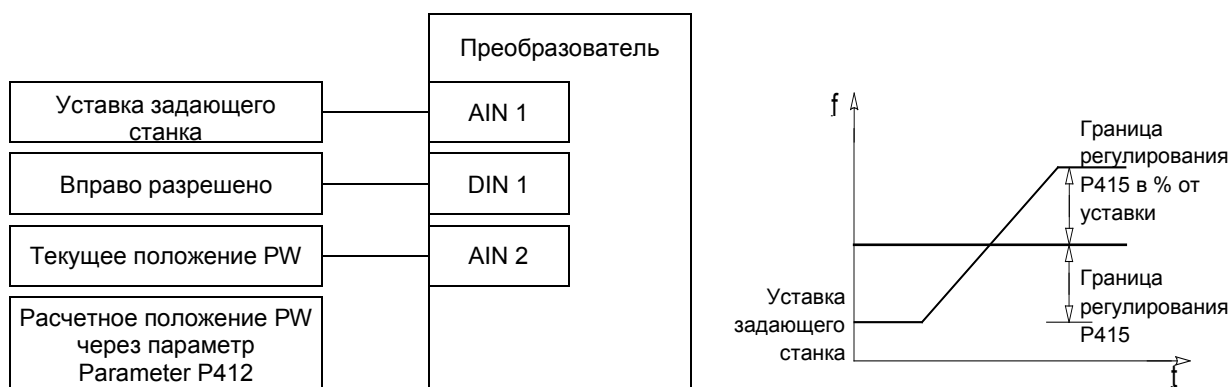 Преобразователь
Уставка задающего
станка
AIN 1
Вправо разрешено
DIN 1
Текущее положение PW
AIN 2
Расчетное положение PW
через параметр
Parameter P412
f
Граница
регулирования
P415 в % от
уставки
Граница
регулирования
P415
Уставка
задающего
станка
f